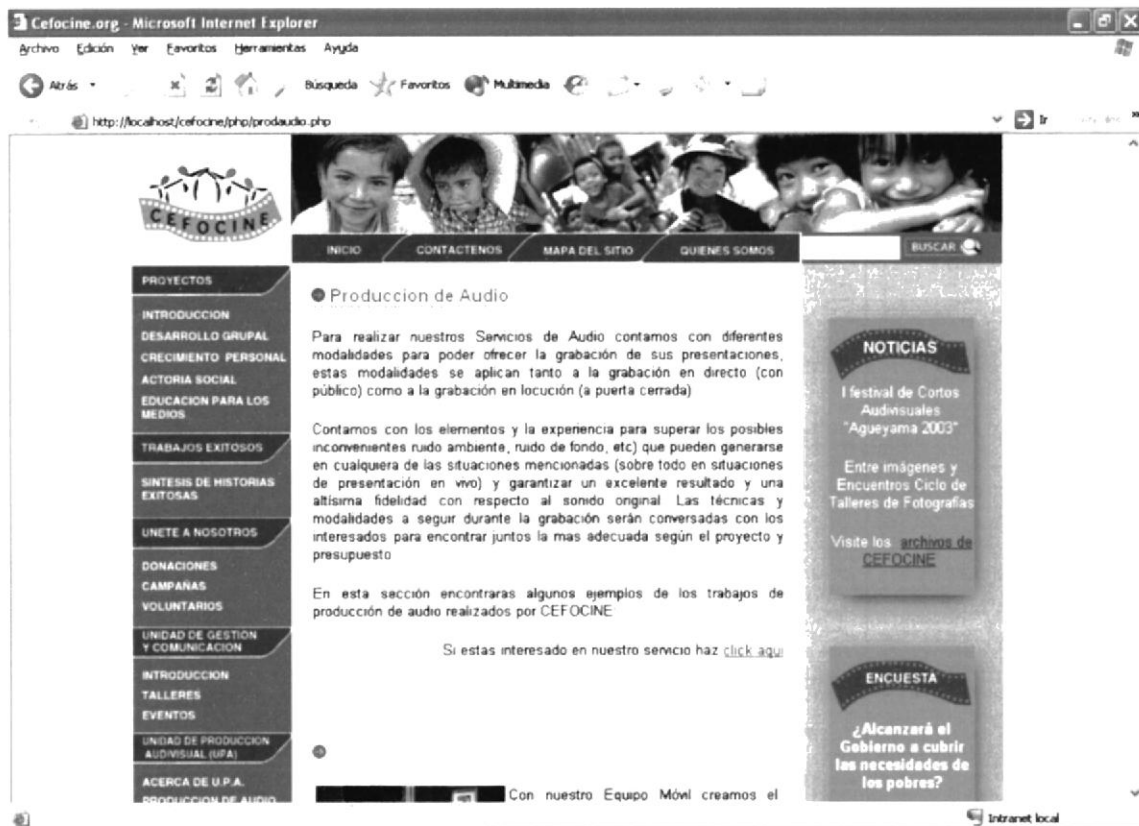 Cefocine.org - Microsoft Internet Explorer
Archivo Edición Ver Favoritos Herramientas Ayuda
Atrás Búsqueda Favoritos Multimedia
http://localhost/cefocine/php/prodaudio.php Ir
CEFOCINE
INICIO CONTACTENOS MAPA DEL SITIO QUIENES SOMOS BUSCAR
PROYECTOS
INTRODUCCION
DESARROLLO GRUPAL
CRECIMIENTO PERSONAL
ACTORIA SOCIAL
EDUCACION PARA LOS
MEDIOS
TRABAJOS EXITOSOS
SINTESIS DE HISTORIAS
EXITOSAS
UNETE A NOSOTROS
DONACIONES
CAMPAÑAS
VOLUNTARIOS
UNIDAD DE GESTION
Y COMUNICACION
INTRODUCCION
TALLERES
EVENTOS
UNIDAD DE PRODUCCION
AUDIVISUAL (UPA)
ACERCA DE U.P.A.
PRODUCCION DE AUDIO
Produccion de Audio
Para realizar nuestros Servicios de Audio contamos con diferentes
modalidades para poder ofrecer la grabación de sus presentaciones,
estas modalidades se aplican tanto a la grabación en directo (con
público) como a la grabación en locución (a puerta cerrada)
Contamos con los elementos y la experiencia para superar los posibles
inconvenientes ruido ambiente, ruido de fondo, etc) que pueden generarse
en cualquiera de las situaciones mencionadas (sobre todo en situaciones
de presentación en vivo) y garantizar un excelente resultado y una
altísima fidelidad con respecto al sonido original Las técnicas y
modalidades a seguir durante la grabación serán conversadas con los
interesados para encontrar juntos la mas adecuada según el proyecto y
presupuesto
En esta sección encontraras algunos ejemplos de los trabajos de
producción de audio realizados por CEFOCINE
Si estas interesado en nuestro servicio haz click aqui
Con nuestro Equipo Móvil creamos el
NOTICIAS
I festival de Cortos
Audivisuales
"Agueyama 2003"
Entre imágenes y
Encuentros Ciclo de
Talleres de Fotografías
Visite los archivos de
CEFOCINE
ENCUESTA
¿Alcanzará el
Gobierno a cubrir
las necesidades de
los pobres?
Intranet local